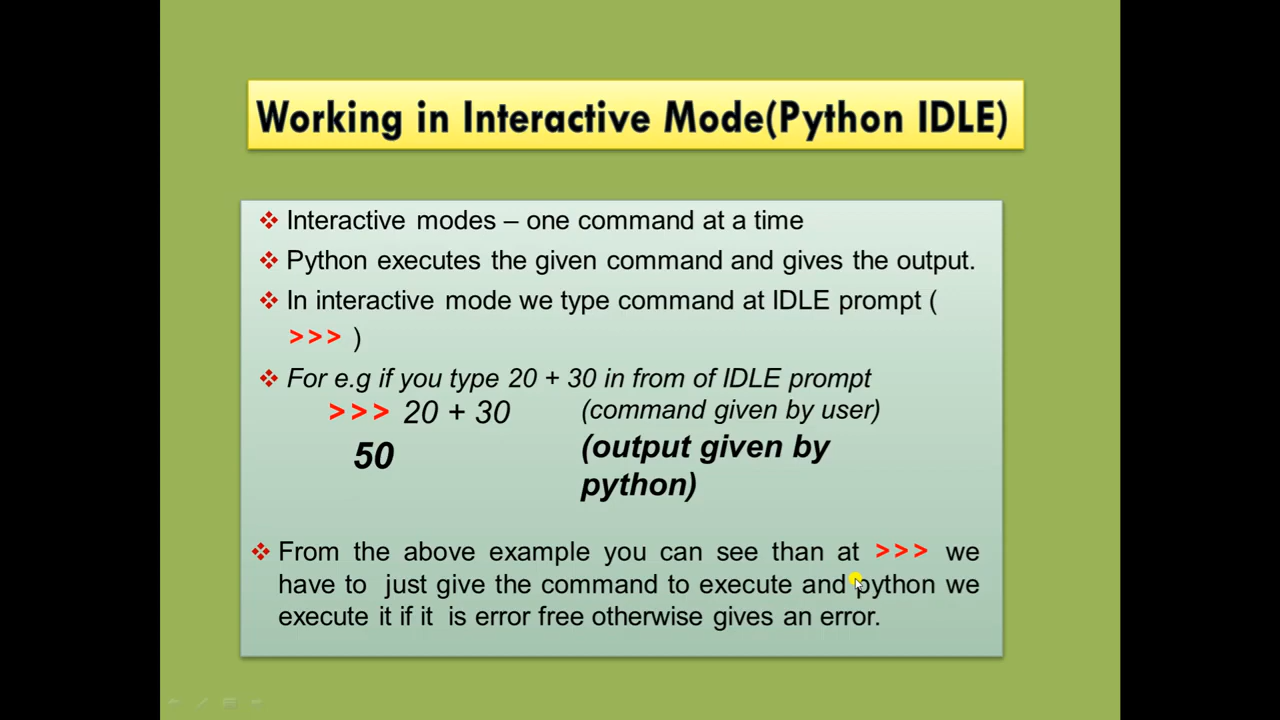 Working in Interactive Mode(Python IDLE)
❖ Interactive modes – one command at a time
❖ Python executes the given command and gives the output.
❖ In interactive mode we type command at IDLE prompt (
>>> )
❖ For e.g if you type 20 + 30 in from of IDLE prompt
>>> 20 + 30 (command given by user)
50 (output given by
python)
❖ From the above example you can see than at >>> we
have to just give the command to execute and python we
execute it if it is error free otherwise gives an error.